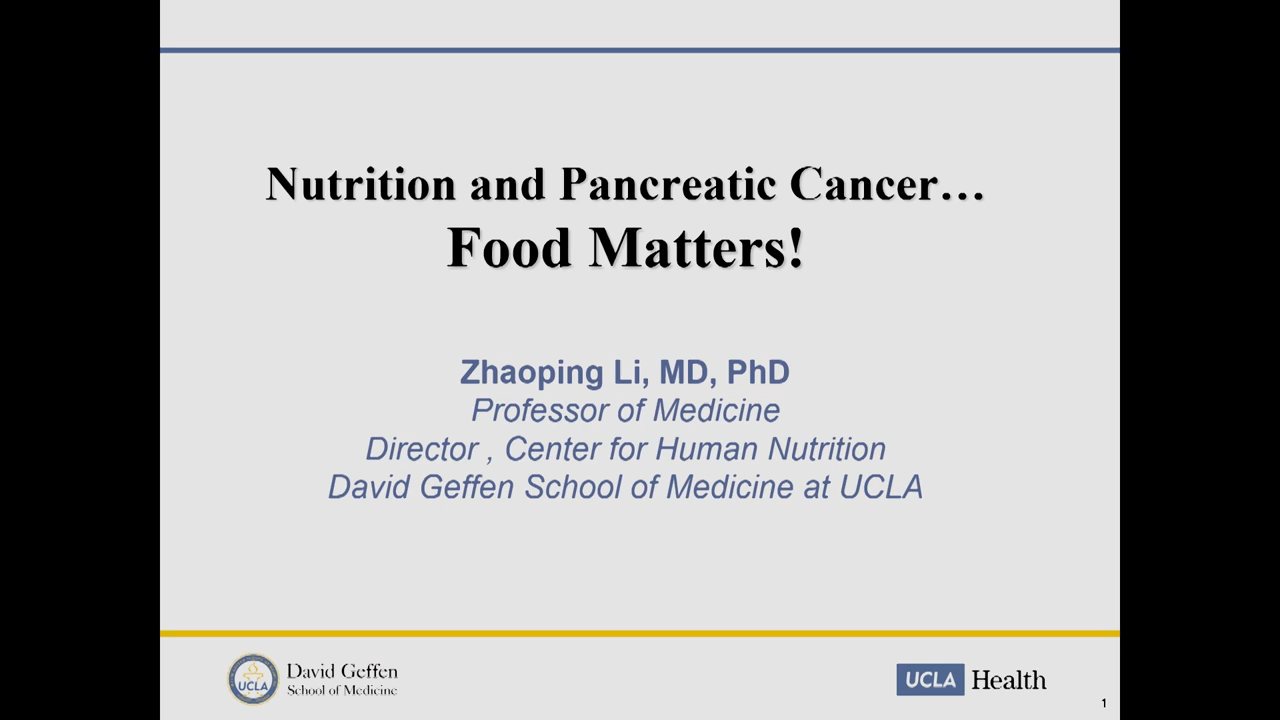 Nutrition and Pancreatic Cancer…
Food Matters!
Zhaoping Li, MD, PhD
Professor of Medicine
Director , Center for Human Nutrition
David Geffen School of Medicine at UCLA
UCLA
David Geffen
School of Medicine
UCLA Health
1